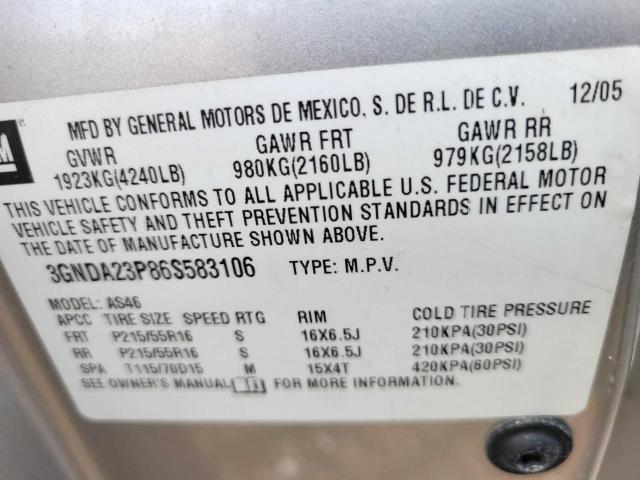 MFD BY GENERAL MOTORS DE MEXICO, S. DE R.L. DE C.V. 12/05
GVWR GAWR FRT GAWR RR
1923KG(4240LB) 980KG(2160LB) 979KG(2158LB)
THIS VEHICLE CONFORMS TO ALL APPLICABLE U.S. FEDERAL MOTOR
VEHICLE SAFETY AND THEFT PREVENTION STANDARDS IN EFFECT ON
THE DATE OF MANUFACTURE SHOWN ABOVE.
3GNDA23P86S583106 TYPE: M.P.V.
MODEL: AS46
APCC TIRE SIZE SPEED RTG RIM COLD TIRE PRESSURE
FRT P215/55R16 S 16X6.5J 210KPA(30PSI)
RR P215/55R16 S 16X6.5J 210KPA(30PSI)
SPA T115/70D15 M 15X4T 420KPA(60PSI)
SEE OWNER'S MANUAL FOR MORE INFORMATION.